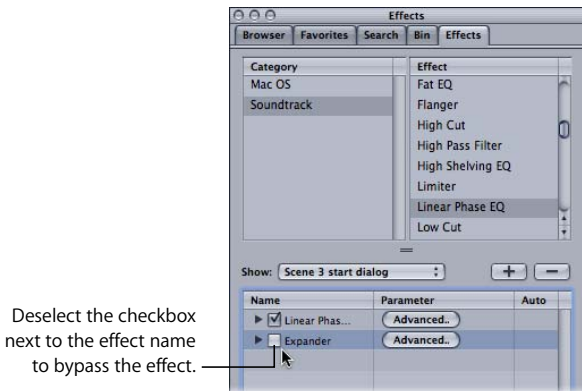 Effects
Browser Favorites Search Bin Effects
Category Effect
Mac OS Fat EQ
Soundtrack Flanger
High Cut
High Pass Filter
High Shelving EQ
Limiter
Linear Phase EQ
Low Cut
Show: Scene 3 start dialog + −
Name Parameter Auto
Linear Phas... Advanced..
Expander Advanced..
Deselect the checkbox
next to the effect name
to bypass the effect.